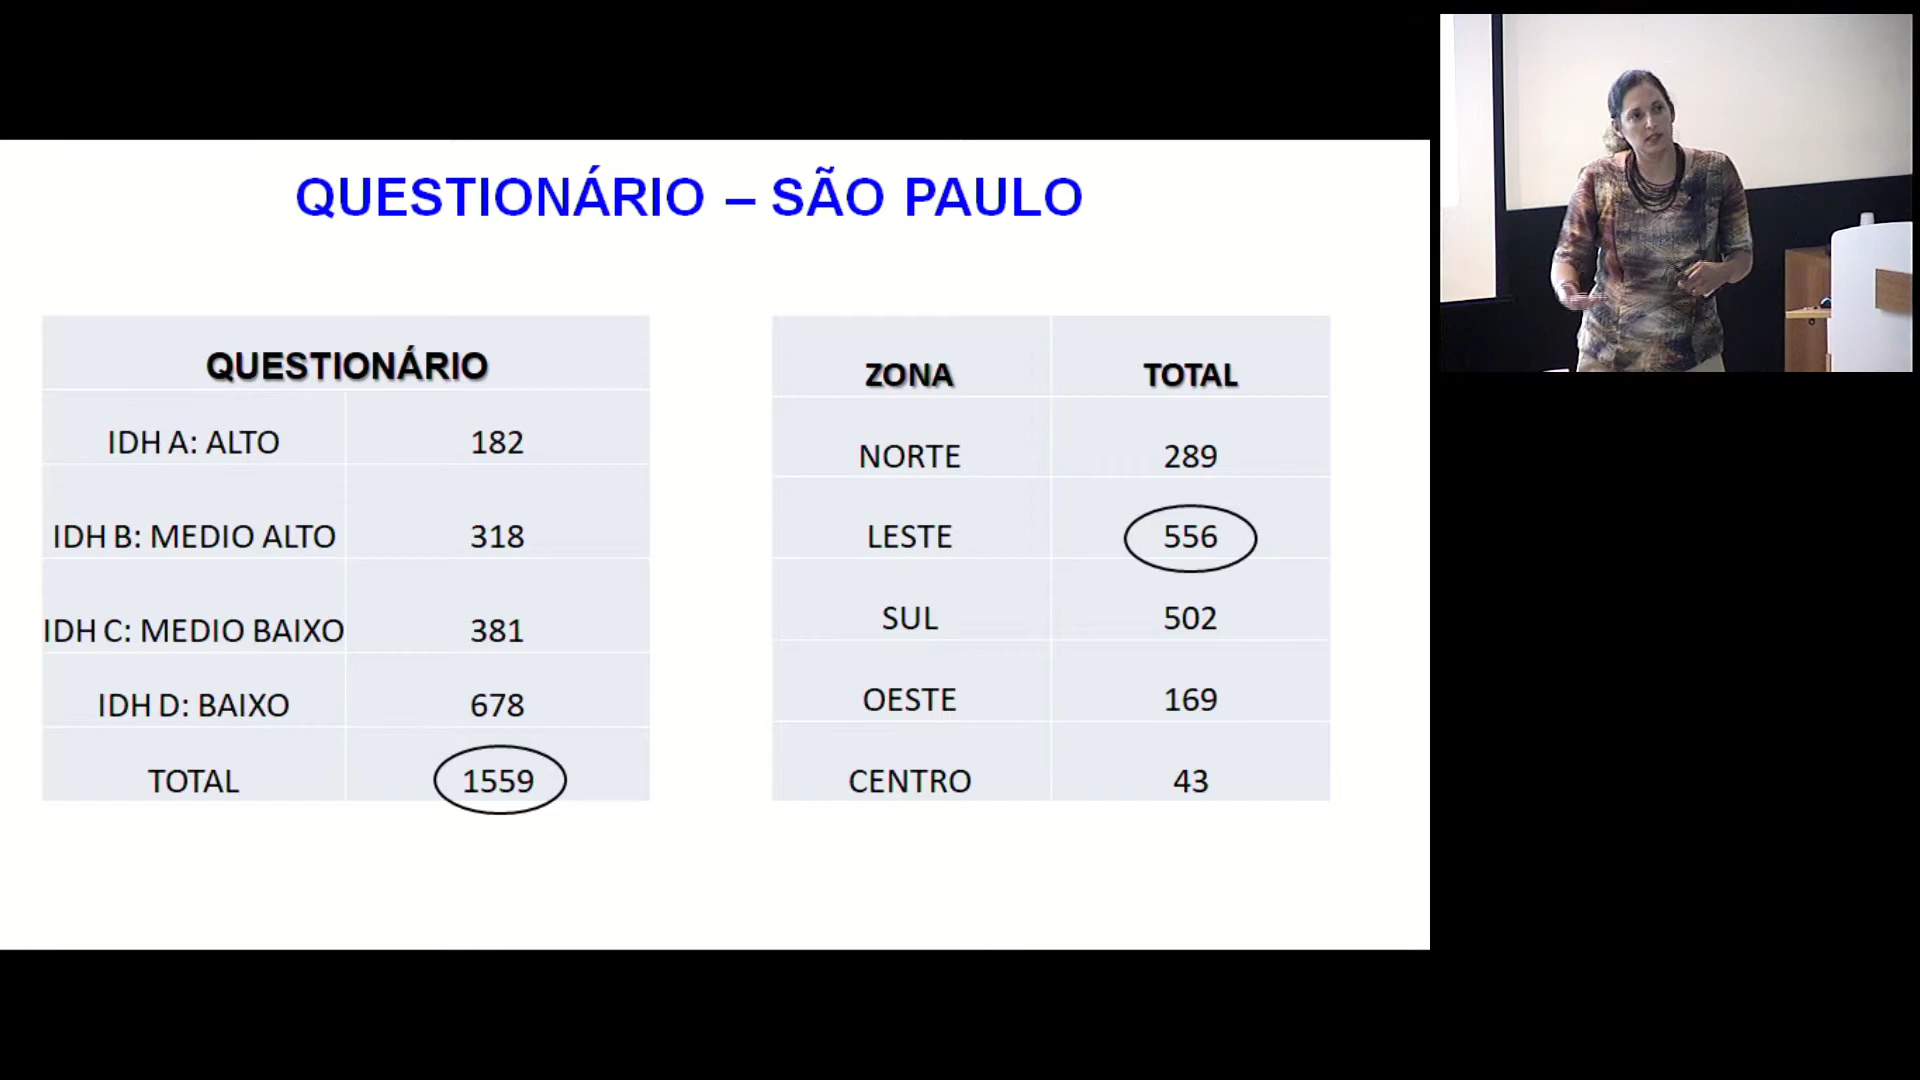 QUESTIONÁRIO – SÃO PAULO
QUESTIONÁRIO
IDH A: ALTO 182
IDH B: MEDIO ALTO 318
IDH C: MEDIO BAIXO 381
IDH D: BAIXO 678
TOTAL 1559
ZONA TOTAL
NORTE 289
LESTE 556
SUL 502
OESTE 169
CENTRO 43